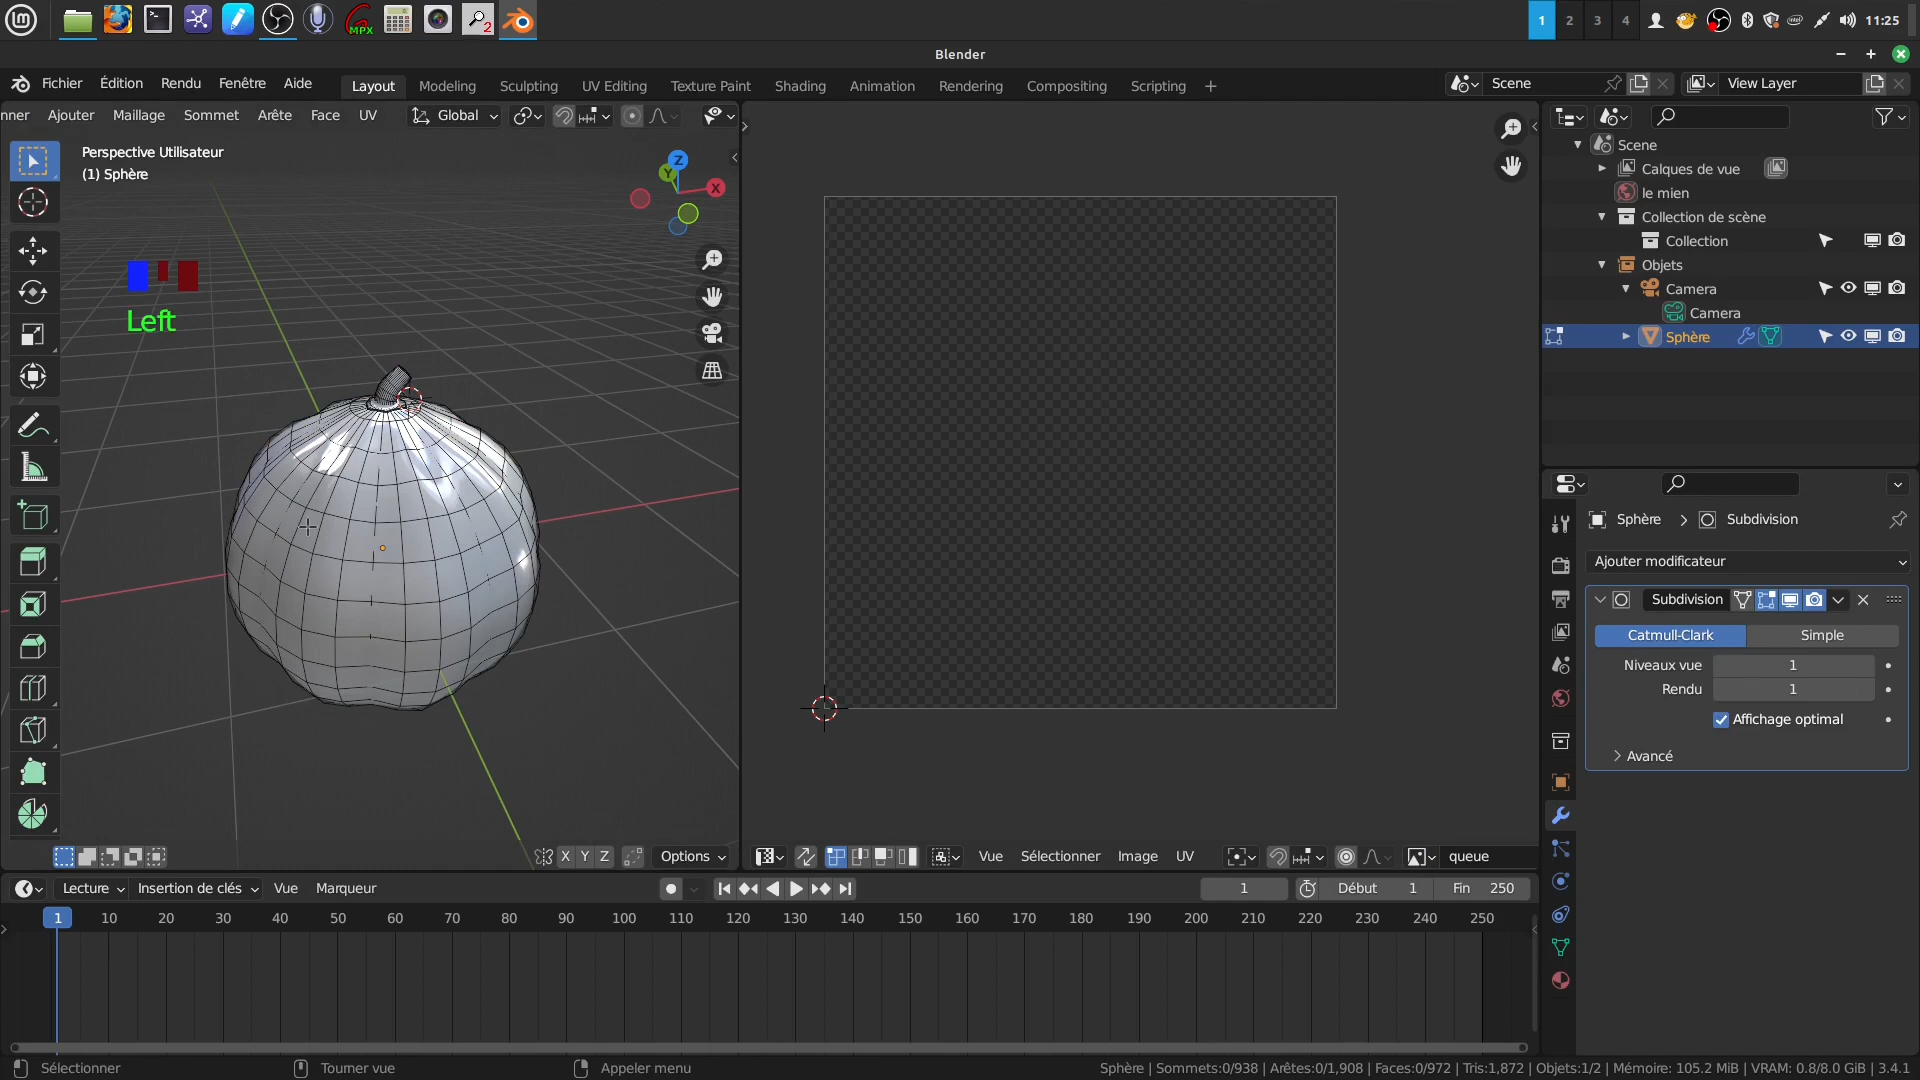 MPX
2
1 2 3 4
11:25
Blender
Fichier Édition Rendu Fenêtre Aide
Layout Modeling Sculpting UV Editing Texture Paint Shading Animation Rendering Compositing Scripting +
Scene
View Layer
nner Ajouter Maillage Sommet Arête Face UV
Global
Perspective Utilisateur
(1) Sphère
Z
Y
X
Left
Scene
Calques de vue
le mien
Collection de scène
Collection
Objets
Camera
Camera
Sphère
Sphère > Subdivision
Ajouter modificateur
Subdivision
Catmull-Clark Simple
Niveaux vue 1
Rendu 1
Affichage optimal
Avancé
X Y Z
Options
Vue Sélectionner Image UV
queue
Lecture Insertion de clés Vue Marqueur
1 Début 1 Fin 250
1 10 20 30 40 50 60 70 80 90 100 110 120 130 140 150 160 170 180 190 200 210 220 230 240 250
Sélectionner Tourner vue Appeler menu
Sphère | Sommets:0/938 | Arêtes:0/1,908 | Faces:0/972 | Tris:1,872 | Objets:1/2 | Mémoire: 105.2 MiB | VRAM: 0.8/8.0 GiB | 3.4.1